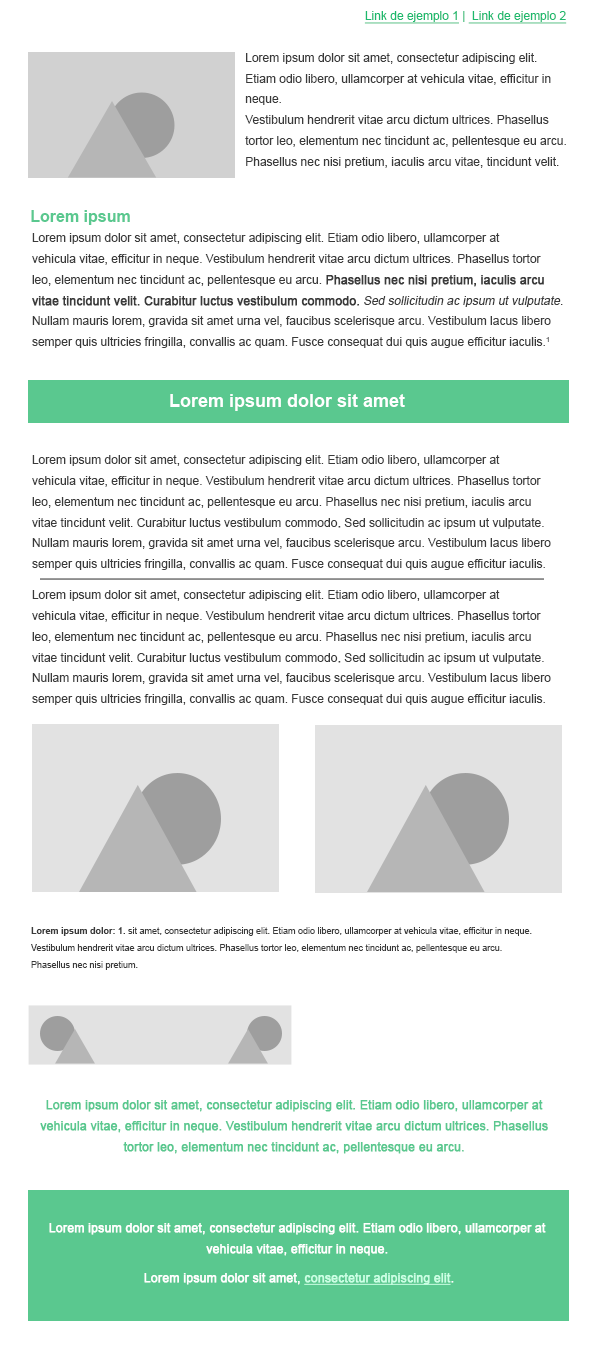 Link de ejemplo 1 | Link de ejemplo 2
Lorem ipsum dolor sit amet, consectetur adipiscing elit.
Etiam odio libero, ullamcorper at vehicula vitae, efficitur in
neque.
Vestibulum hendrerit vitae arcu dictum ultrices. Phasellus
tortor leo, elementum nec tincidunt ac, pellentesque eu arcu.
Phasellus nec nisi pretium, iaculis arcu vitae, tincidunt velit.
Lorem ipsum
Lorem ipsum dolor sit amet, consectetur adipiscing elit. Etiam odio libero, ullamcorper at
vehicula vitae, efficitur in neque. Vestibulum hendrerit vitae arcu dictum ultrices. Phasellus tortor
leo, elementum nec tincidunt ac, pellentesque eu arcu. Phasellus nec nisi pretium, iaculis arcu
vitae tincidunt velit. Curabitur luctus vestibulum commodo. Sed sollicitudin ac ipsum ut vulputate.
Nullam mauris lorem, gravida sit amet urna vel, faucibus scelerisque arcu. Vestibulum lacus libero
semper quis ultricies fringilla, convallis ac quam. Fusce consequat dui quis augue efficitur iaculis.¹
Lorem ipsum dolor sit amet
Lorem ipsum dolor sit amet, consectetur adipiscing elit. Etiam odio libero, ullamcorper at
vehicula vitae, efficitur in neque. Vestibulum hendrerit vitae arcu dictum ultrices. Phasellus tortor
leo, elementum nec tincidunt ac, pellentesque eu arcu. Phasellus nec nisi pretium, iaculis arcu
vitae tincidunt velit. Curabitur luctus vestibulum commodo. Sed sollicitudin ac ipsum ut vulputate.
Nullam mauris lorem, gravida sit amet urna vel, faucibus scelerisque arcu. Vestibulum lacus libero
semper quis ultricies fringilla, convallis ac quam. Fusce consequat dui quis augue efficitur iaculis.
Lorem ipsum dolor sit amet, consectetur adipiscing elit. Etiam odio libero, ullamcorper at
vehicula vitae, efficitur in neque. Vestibulum hendrerit vitae arcu dictum ultrices. Phasellus tortor
leo, elementum nec tincidunt ac, pellentesque eu arcu. Phasellus nec nisi pretium, iaculis arcu
vitae tincidunt velit. Curabitur luctus vestibulum commodo. Sed sollicitudin ac ipsum ut vulputate.
Nullam mauris lorem, gravida sit amet urna vel, faucibus scelerisque arcu. Vestibulum lacus libero
semper quis ultricies fringilla, convallis ac quam. Fusce consequat dui quis augue efficitur iaculis.
Lorem ipsum dolor: 1. sit amet, consectetur adipiscing elit. Etiam odio libero, ullamcorper at vehicula vitae, efficitur in neque.
Vestibulum hendrerit vitae arcu dictum ultrices. Phasellus tortor leo, elementum nec tincidunt ac, pellentesque eu arcu.
Phasellus nec nisi pretium.
Lorem ipsum dolor sit amet, consectetur adipiscing elit. Etiam odio libero, ullamcorper at
vehicula vitae, efficitur in neque. Vestibulum hendrerit vitae arcu dictum ultrices. Phasellus
tortor leo, elementum nec tincidunt ac, pellentesque eu arcu.
Lorem ipsum dolor sit amet, consectetur adipiscing elit. Etiam odio libero, ullamcorper at
vehicula vitae, efficitur in neque.
Lorem ipsum dolor sit amet, consectetur adipiscing elit.